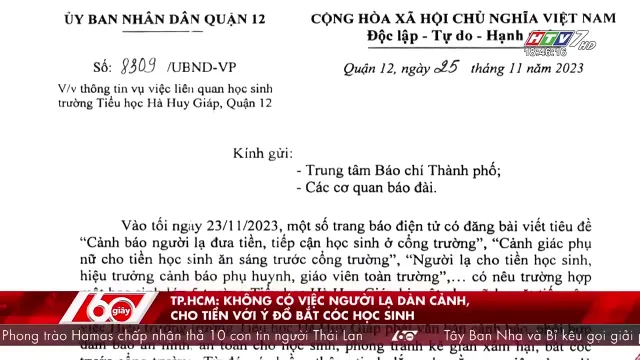 ỦY BAN NHÂN DÂN QUẬN 12
CỘNG HÒA XÃ HỘI CHỦ NGHĨA VIỆT NAM
Độc lập - Tự do - Hạnh
HTV7 HD
18:46:16
Số: 8309 /UBND-VP
Quận 12, ngày 25 tháng 11 năm 2023
V/v thông tin vụ việc liên quan học sinh
trường Tiểu học Hà Huy Giáp, Quận 12
Kính gửi:
- Trung tâm Báo chí Thành phố;
- Các cơ quan báo đài.
Vào tối ngày 23/11/2023, một số trang báo điện tử có đăng bài viết tiêu đề
“Cảnh báo người lạ đưa tiền, tiếp cận học sinh ở cổng trường”, “Cảnh giác phụ
nữ cho tiền học sinh ăn sáng trước cổng trường”, “Người lạ cho tiền học sinh,
hiệu trưởng cảnh báo phụ huynh, giáo viên toàn trường”,… có nêu trường hợp
60 giây
TP.HCM: KHÔNG CÓ VIỆC NGƯỜI LẠ DÀN CẢNH,
CHO TIỀN VỚI Ý ĐỒ BẮT CÓC HỌC SINH
Phong trào Hamas chấp nhân thả 10 con tin người Thái Lan Tây Ban Nha và Bỉ kêu gọi giải